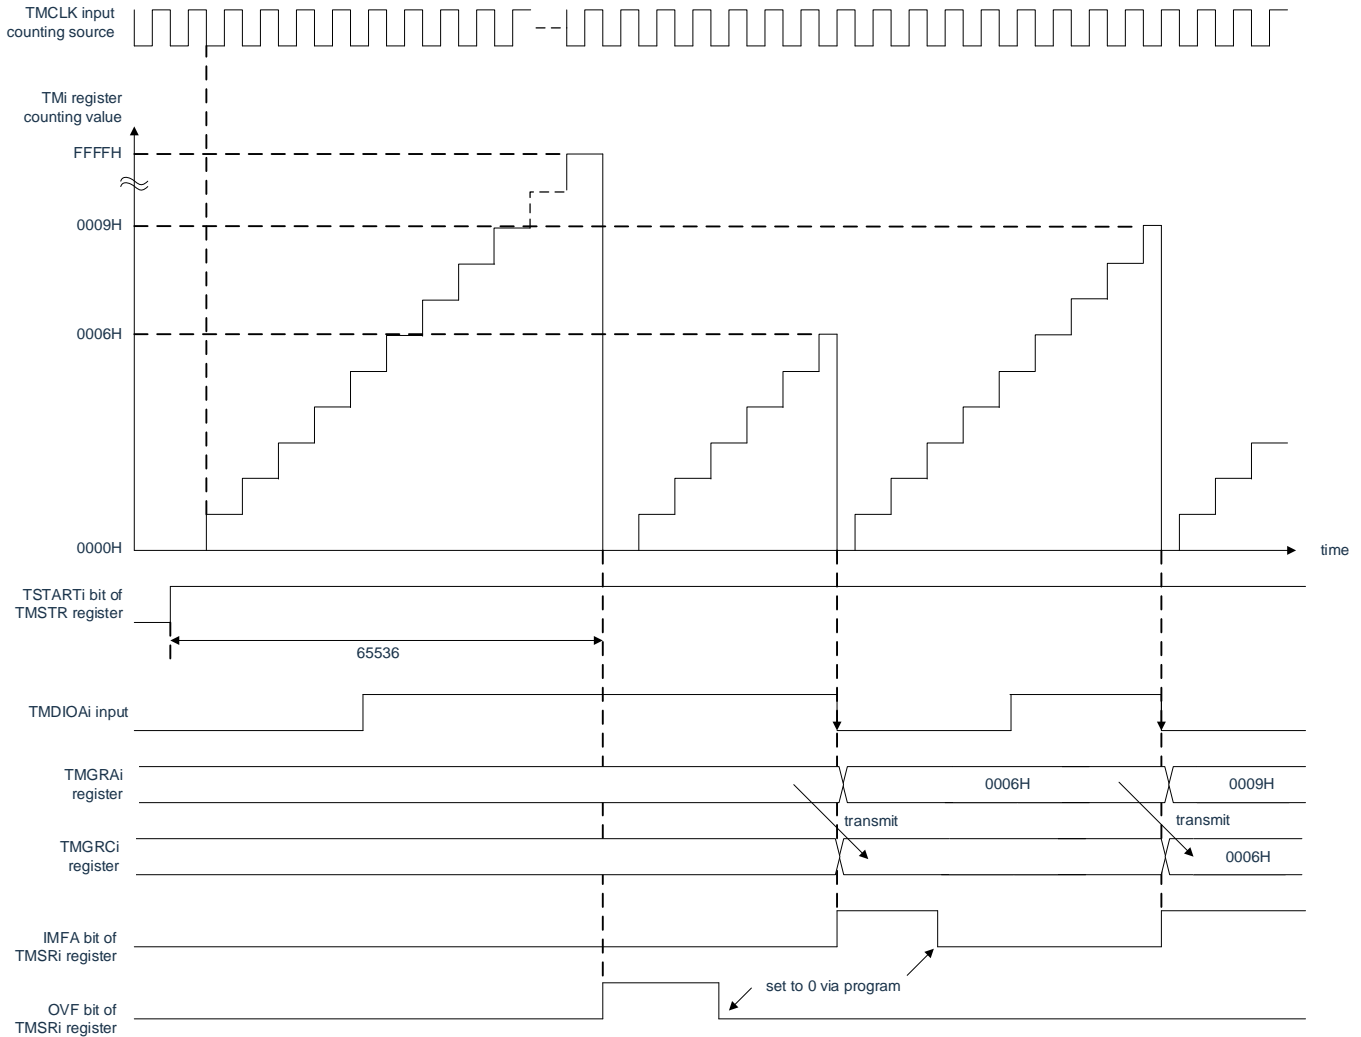 TMCLK input
counting source
TMi register
counting value
FFFFH
0009H
0006H
0000H
time
TSTARTi bit of
TMSTR register
65536
TMDIOAi input
TMGRAi
register
0006H
0009H
transmit
transmit
TMGRCi
register
0006H
IMFA bit of
TMSRi register
set to 0 via program
OVF bit of
TMSRi register